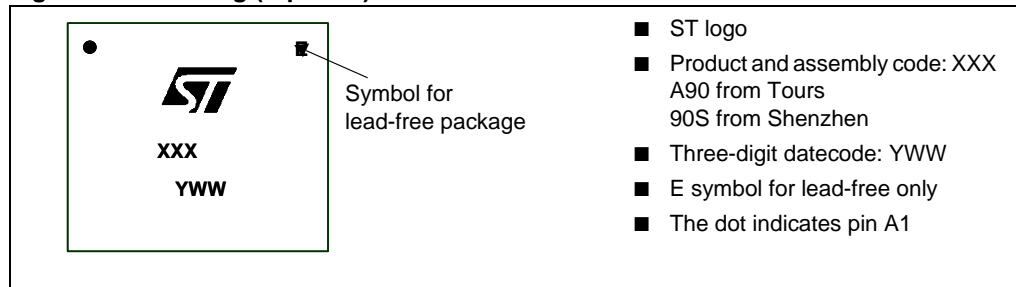 ST
Symbol for
lead-free package
XXX
YWW
■ ST logo
■ Product and assembly code: XXX
A90 from Tours
90S from Shenzhen
■ Three-digit datecode: YWW
■ E symbol for lead-free only
■ The dot indicates pin A1